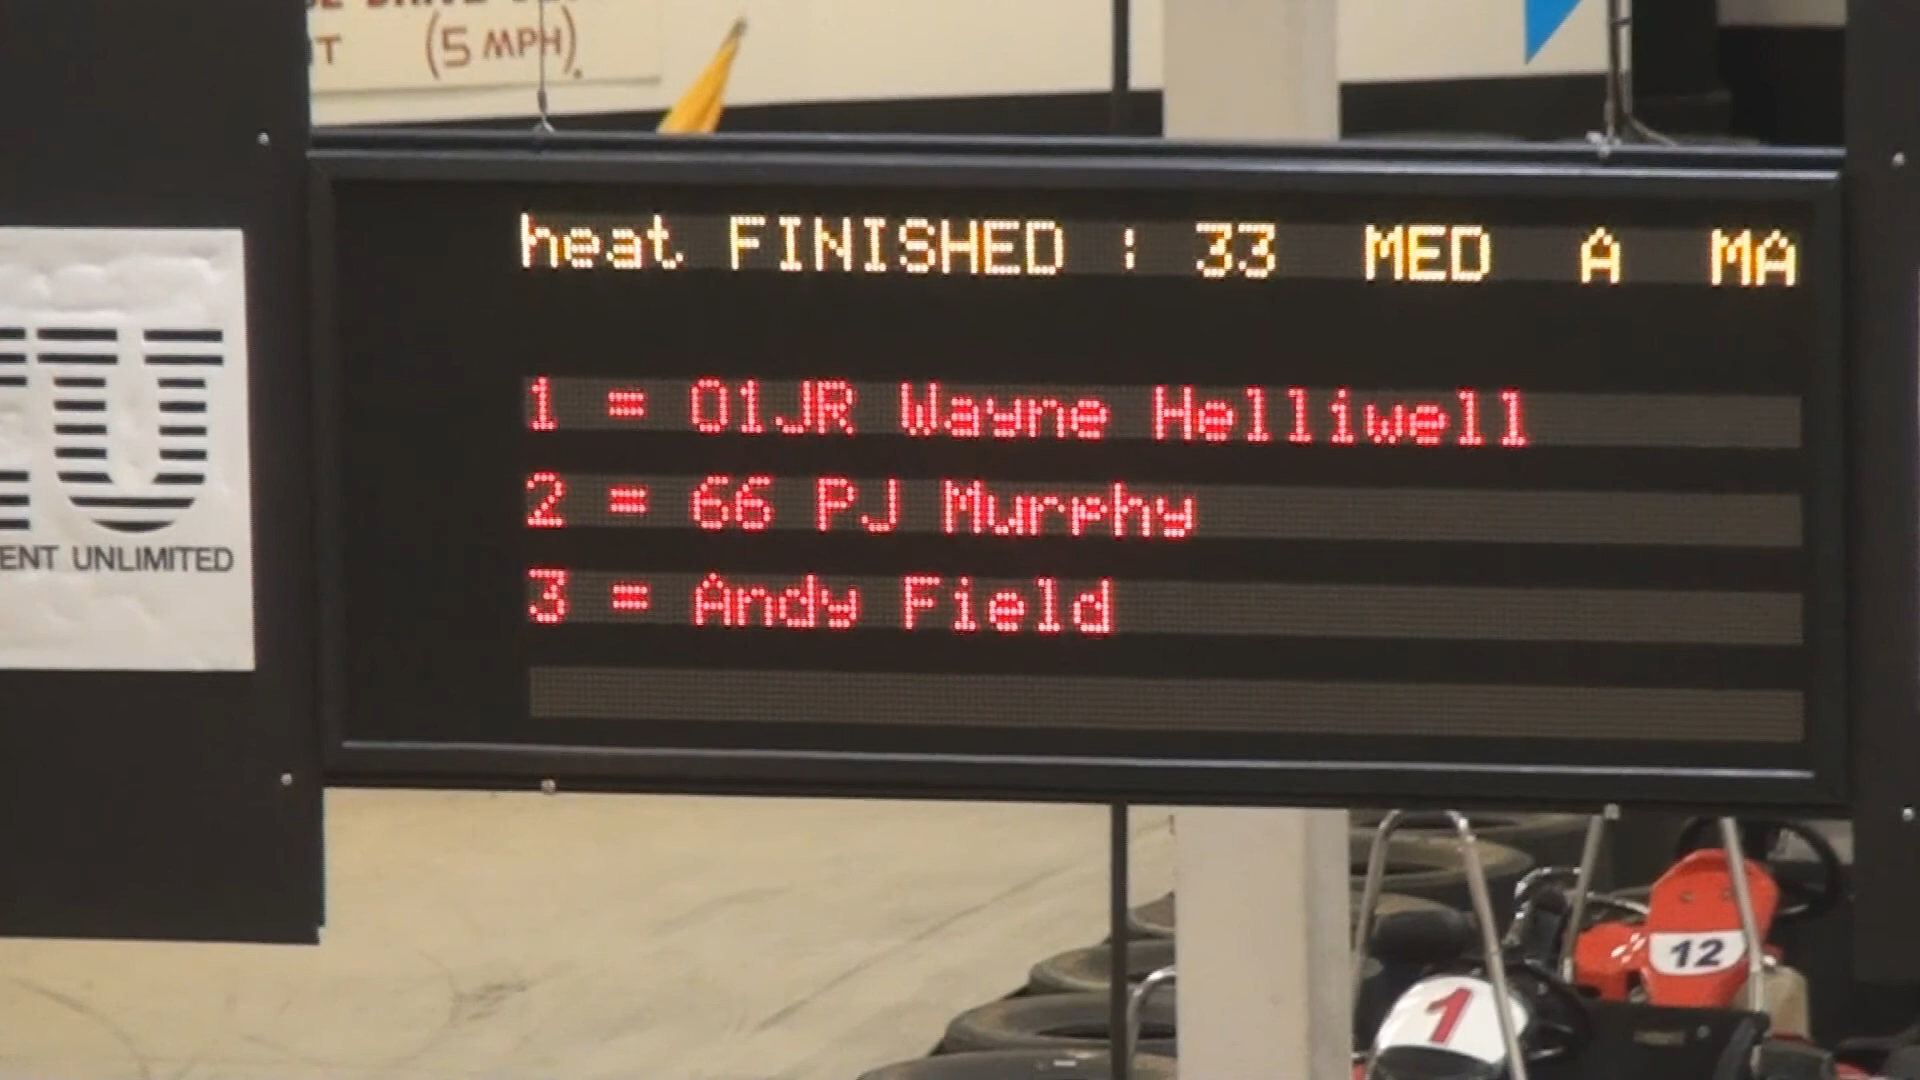 (5 MPH).
heat FINISHED : 33 MED A MA
1 = 01JR Wayne Helliwell
2 = 66 PJ Murphy
3 = Andy Field
TU
ENT UNLIMITED
12
1